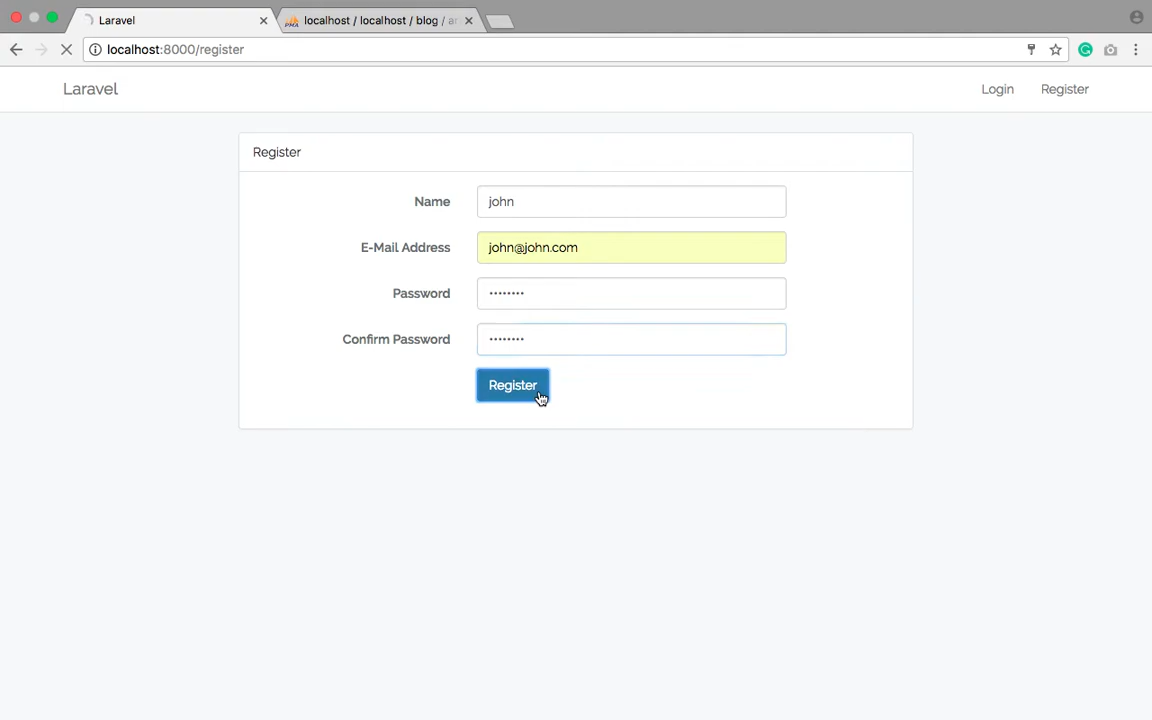 Laravel
localhost / localhost / blog /
localhost:8000/register
Laravel
Login
Register
Register
Name
john
E-Mail Address
john@john.com
Password
••••••••
Confirm Password
••••••••
Register